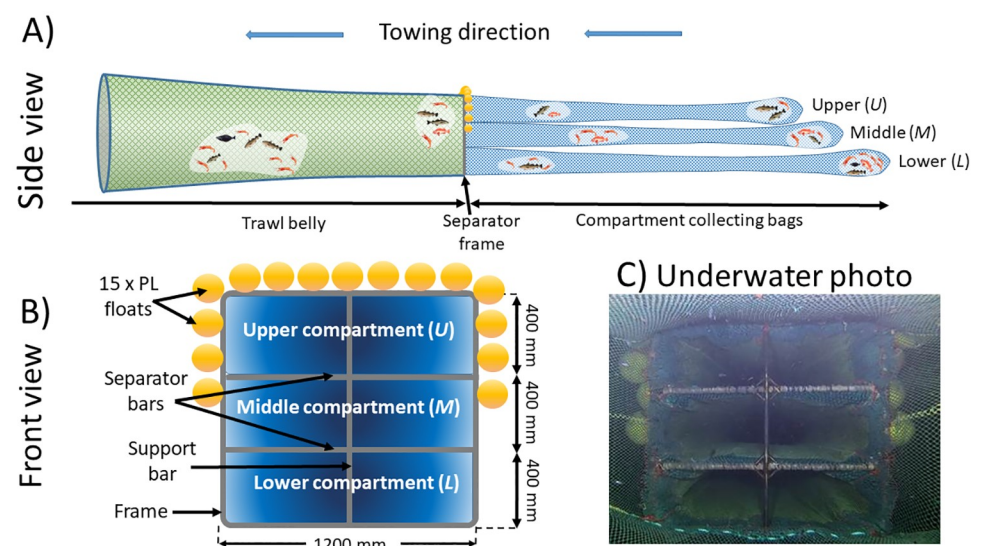 A)
Towing direction
Side view
Upper (U)
Middle (M)
Lower (L)
Trawl belly
Separator
frame
Compartment collecting bags
B)
Front view
15 x PL
floats
Upper compartment (U)
Separator
bars
Middle compartment (M)
Support
bar
Lower compartment (L)
Frame
400 mm
400 mm
400 mm
1200 mm
C) Underwater photo